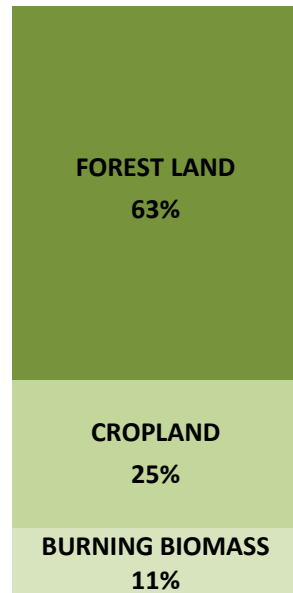 FOREST LAND
63%
CROPLAND
25%
BURNING BIOMASS
11%